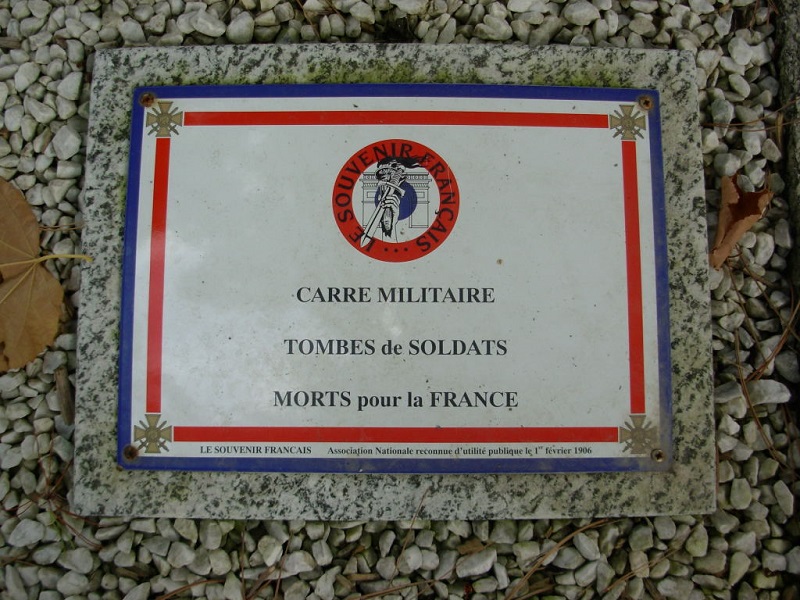 LE SOUVENIR FRANÇAIS...
CARRE MILITAIRE
TOMBES de SOLDATS
MORTS pour la FRANCE
LE SOUVENIR FRANCAIS Association Nationale reconnue d'utilité publique le 1er février 1906